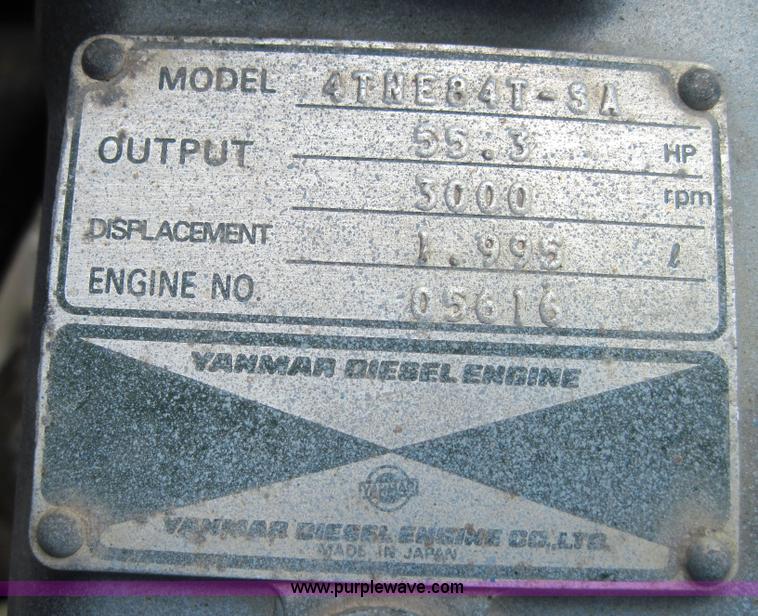 MODEL 4TNE84T-SA
OUTPUT 55.3 HP
3000 rpm
DISPLACEMENT 1.995 l
ENGINE NO. 05616
YANMAR DIESEL ENGINE
YANMAR
YANMAR DIESEL ENGINE CO.,LTD.
MADE IN JAPAN
www.purplewave.com